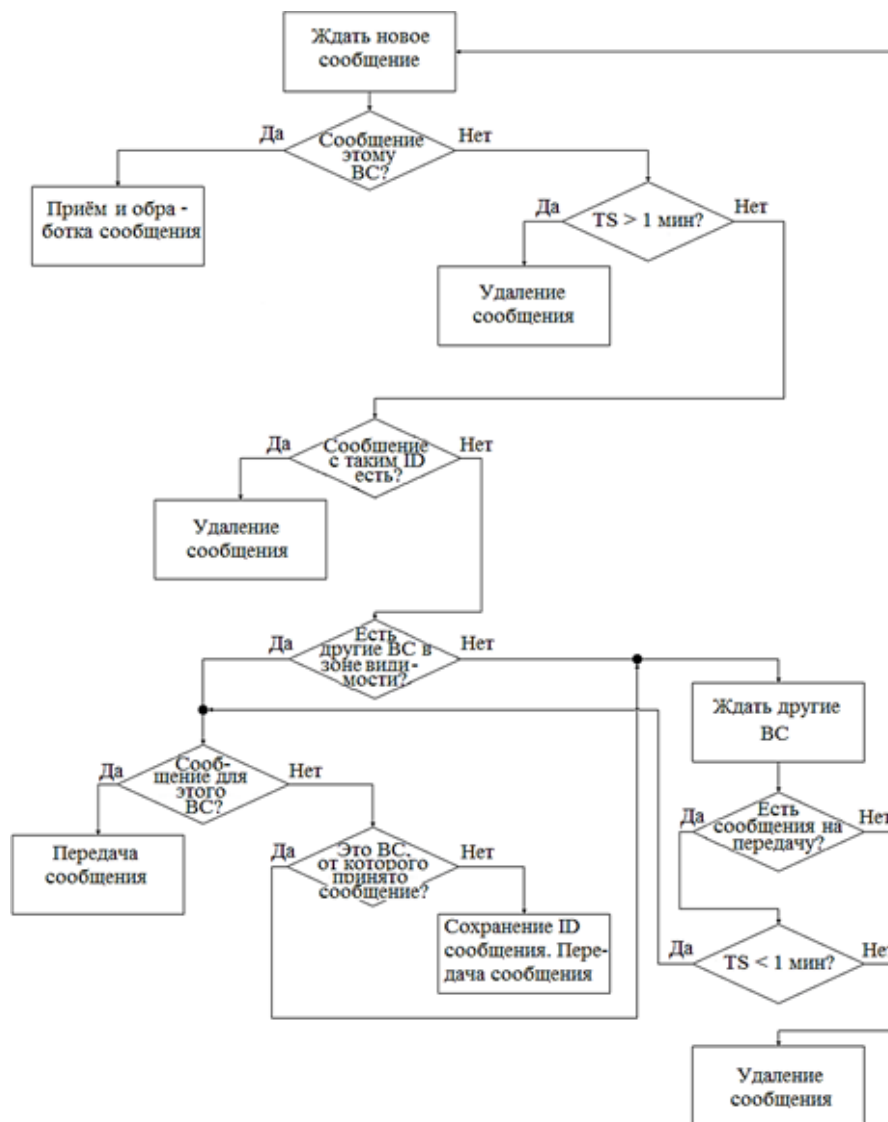 Ждать новое
сообщение
Да
Нет
Сообщение
этому
ВС?
Приём и обра -
ботка сообщения
Да
TS > 1 мин?
Нет
Удаление
сообщения
Да
Нет
Сообшение
с таким ID
есть?
Удаление
сообщения
Да
Нет
Есть
другие ВС в
зоне види-
мости?
Ждать другие
ВС
Да
Нет
Сооб-
щение для
этого
ВС?
Передача
сообщения
Да
Нет
Это ВС,
от которого
принято
сообщение?
Сохранение ID
сообщения. Пере-
дача сообщения
Да
Нет
Есть
сообщения на
передачу?
Да
TS < 1 мин?
Нет
Удаление
сообщения